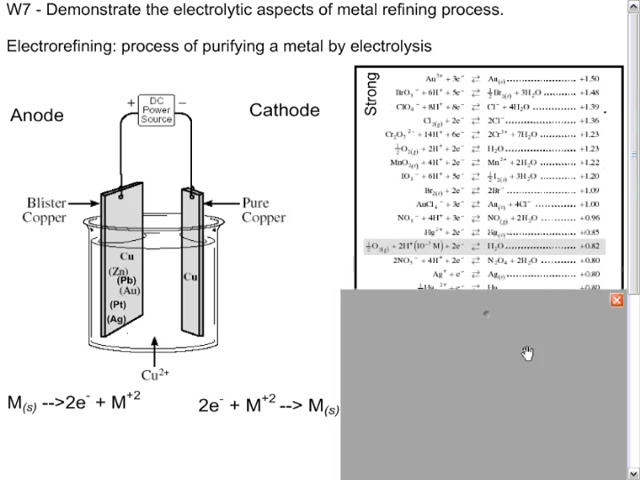 W7 - Demonstrate the electrolytic aspects of metal refining process.
Electrorefining: process of purifying a metal by electrolysis
Anode
+ DC Power Source −
Cathode
Blister Copper
Pure Copper
Cu
(Zn)
(Pb)
(Au)
(Pt)
(Ag)
Cu
Cu²⁺
M(s) -->2e⁻ + M⁺²
2e⁻ + M⁺² --> M(s)
Strong
Au³⁺ + 3e⁻ ⇄ Au(s) +1.50
BrO₃⁻ + 6H⁺ + 5e⁻ ⇄ ½Br₂(ℓ) + 3H₂O +1.48
ClO₄⁻ + 8H⁺ + 8e⁻ ⇄ Cl⁻ + 4H₂O +1.39
Cl₂(g) + 2e⁻ ⇄ 2Cl⁻ +1.36
Cr₂O₇²⁻ + 14H⁺ + 6e⁻ ⇄ 2Cr³⁺ + 7H₂O +1.23
½O₂(g) + 2H⁺ + 2e⁻ ⇄ H₂O +1.23
MnO₂(s) + 4H⁺ + 2e⁻ ⇄ Mn²⁺ + 2H₂O +1.22
IO₃⁻ + 6H⁺ + 5e⁻ ⇄ ½I₂(s) + 3H₂O +1.20
Br₂(ℓ) + 2e⁻ ⇄ 2Br⁻ +1.09
AuCl₄⁻ + 3e⁻ ⇄ Au(s) + 4Cl⁻ +1.00
NO₃⁻ + 4H⁺ + 3e⁻ ⇄ NO(g) + 2H₂O +0.96
Hg²⁺ + 2e⁻ ⇄ Hg(ℓ) +0.85
½O₂(g) + 2H⁺(10⁻⁷ M) + 2e⁻ ⇄ H₂O +0.82
2NO₃⁻ + 4H⁺ + 2e⁻ ⇄ N₂O₄ + 2H₂O +0.80
Ag⁺ + e⁻ ⇄ Ag(s) +0.80